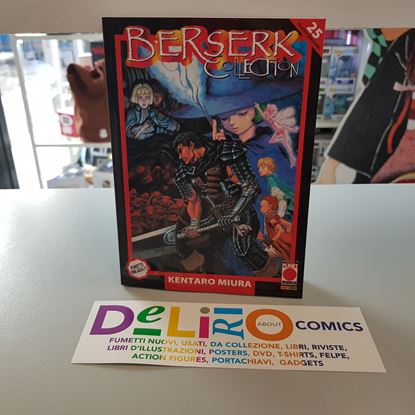 BERSERK
COLLECTION
25
KENTARO MIURA
DELIRIO ABOUT COMICS
FUMETTI NUOVI, USATI, DA COLLEZIONE, LIBRI, RIVISTE,
LIBRI D'ILLUSTRAZIONI, POSTERS, DVD, T-SHIRTS, FELPE,
ACTION FIGURES, PORTACHIAVI, GADGETS